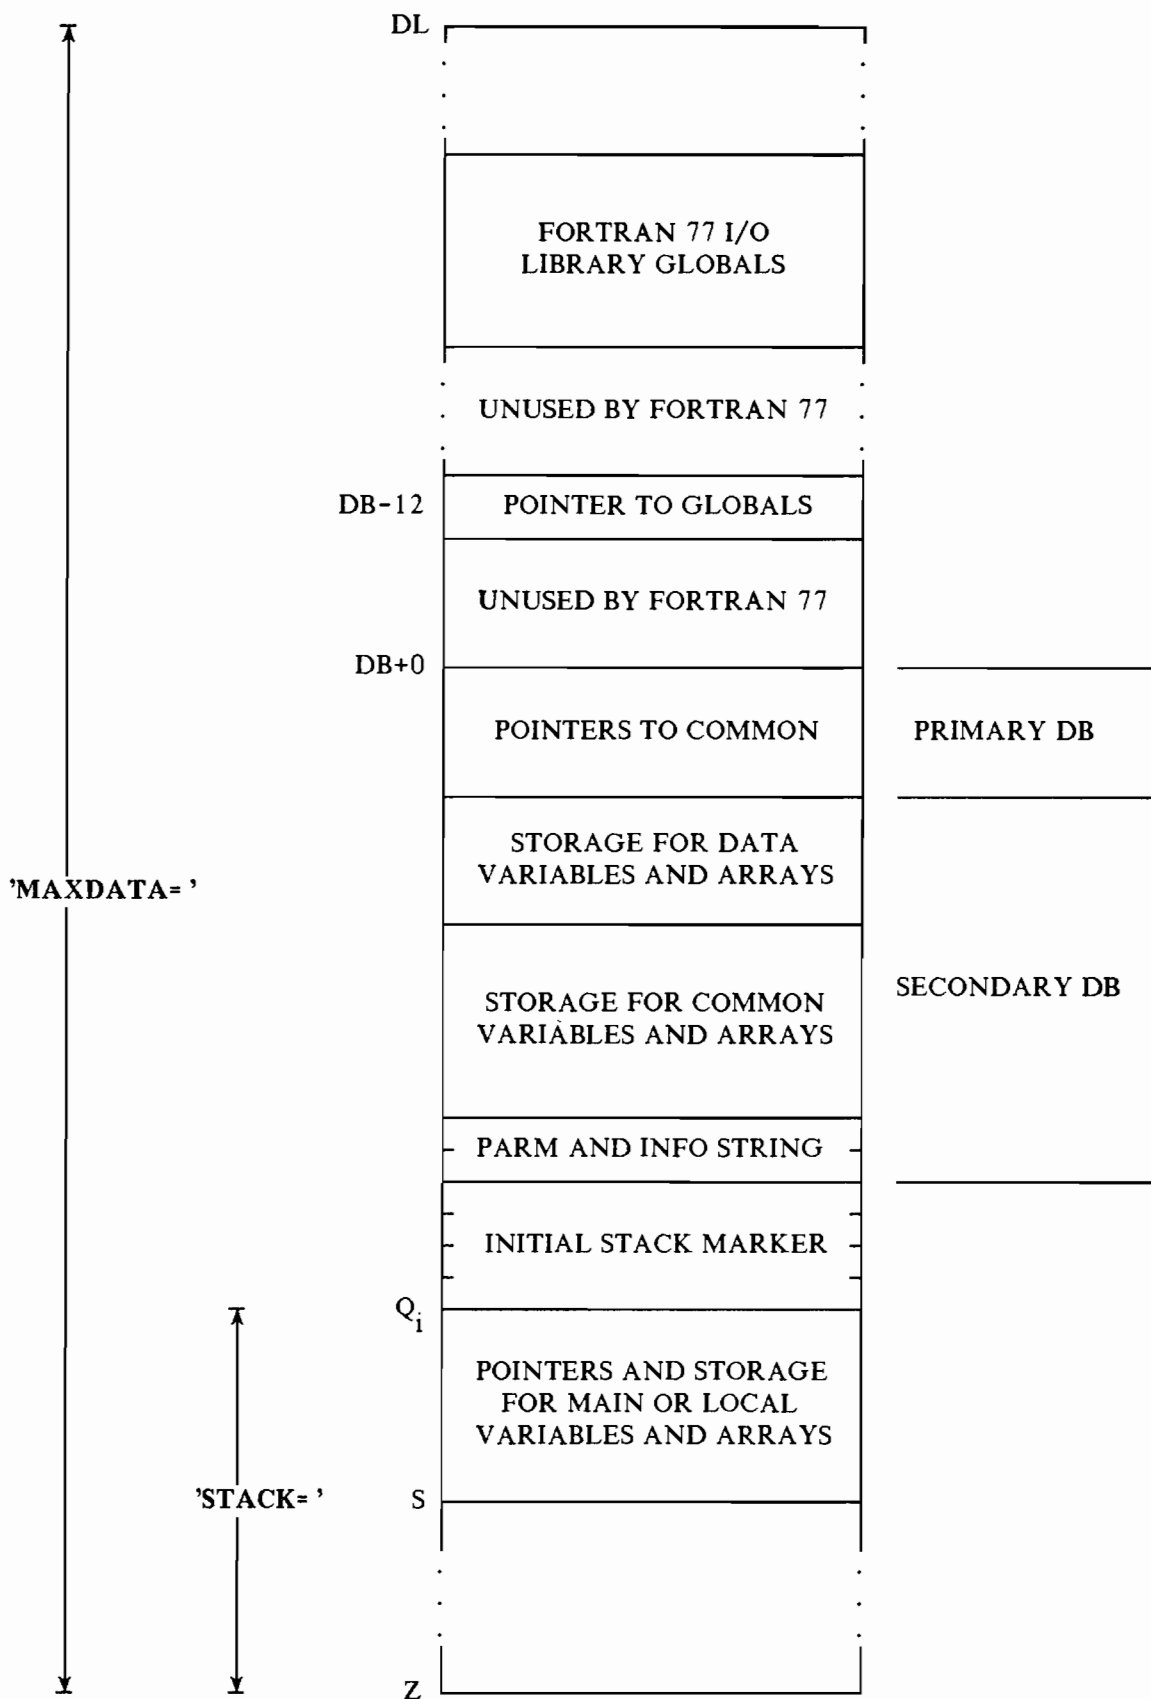 DL
FORTRAN 77 I/O
LIBRARY GLOBALS
UNUSED BY FORTRAN 77
DB-12
POINTER TO GLOBALS
UNUSED BY FORTRAN 77
DB+0
POINTERS TO COMMON
PRIMARY DB
STORAGE FOR DATA
VARIABLES AND ARRAYS
'MAXDATA= '
STORAGE FOR COMMON
VARIABLES AND ARRAYS
SECONDARY DB
PARM AND INFO STRING
INITIAL STACK MARKER
Qi
POINTERS AND STORAGE
FOR MAIN OR LOCAL
VARIABLES AND ARRAYS
'STACK= '
S
Z